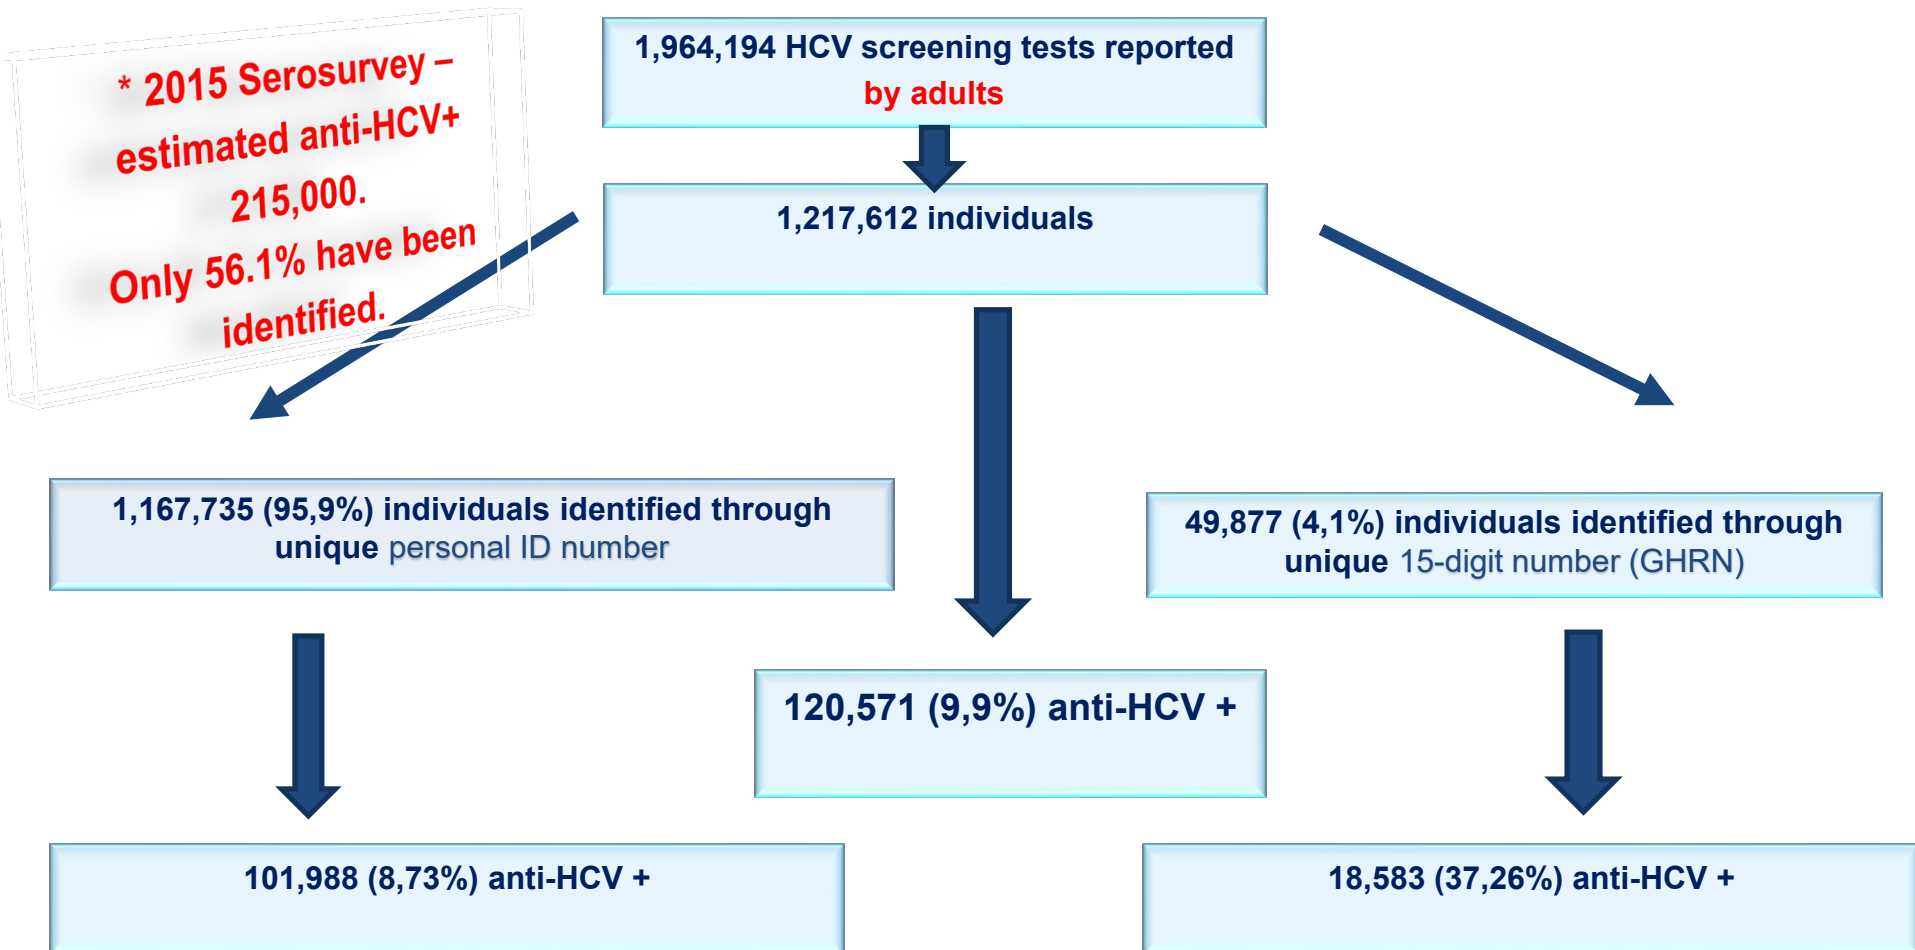 * 2015 Serosurvey –
estimated anti-HCV+
215,000.
Only 56.1% have been
identified.
1,964,194 HCV screening tests reported
by adults
1,217,612 individuals
1,167,735 (95,9%) individuals identified through
unique personal ID number
49,877 (4,1%) individuals identified through
unique 15-digit number (GHRN)
120,571 (9,9%) anti-HCV +
101,988 (8,73%) anti-HCV +
18,583 (37,26%) anti-HCV +